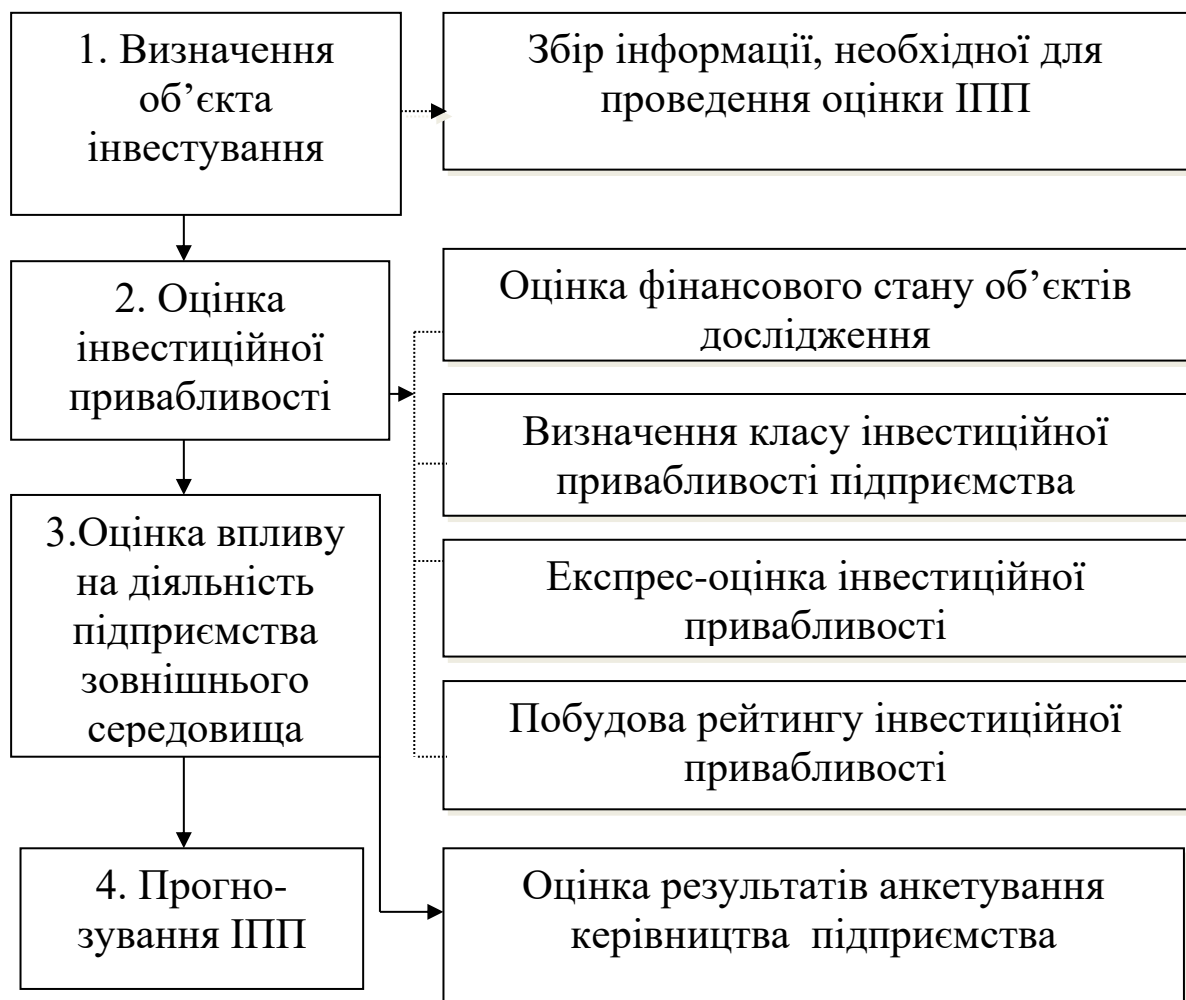 1. Визначення
об’єкта
інвестування
Збір інформації, необхідної для
проведення оцінки ІПП
2. Оцінка
інвестиційної
привабливості
Оцінка фінансового стану об’єктів
дослідження
Визначення класу інвестиційної
привабливості підприємства
Експрес-оцінка інвестиційної
привабливості
Побудова рейтингу інвестиційної
привабливості
3.Оцінка впливу
на діяльність
підприємства
зовнішнього
середовища
Оцінка результатів анкетування
керівництва підприємства
4. Прогно-
зування ІПП